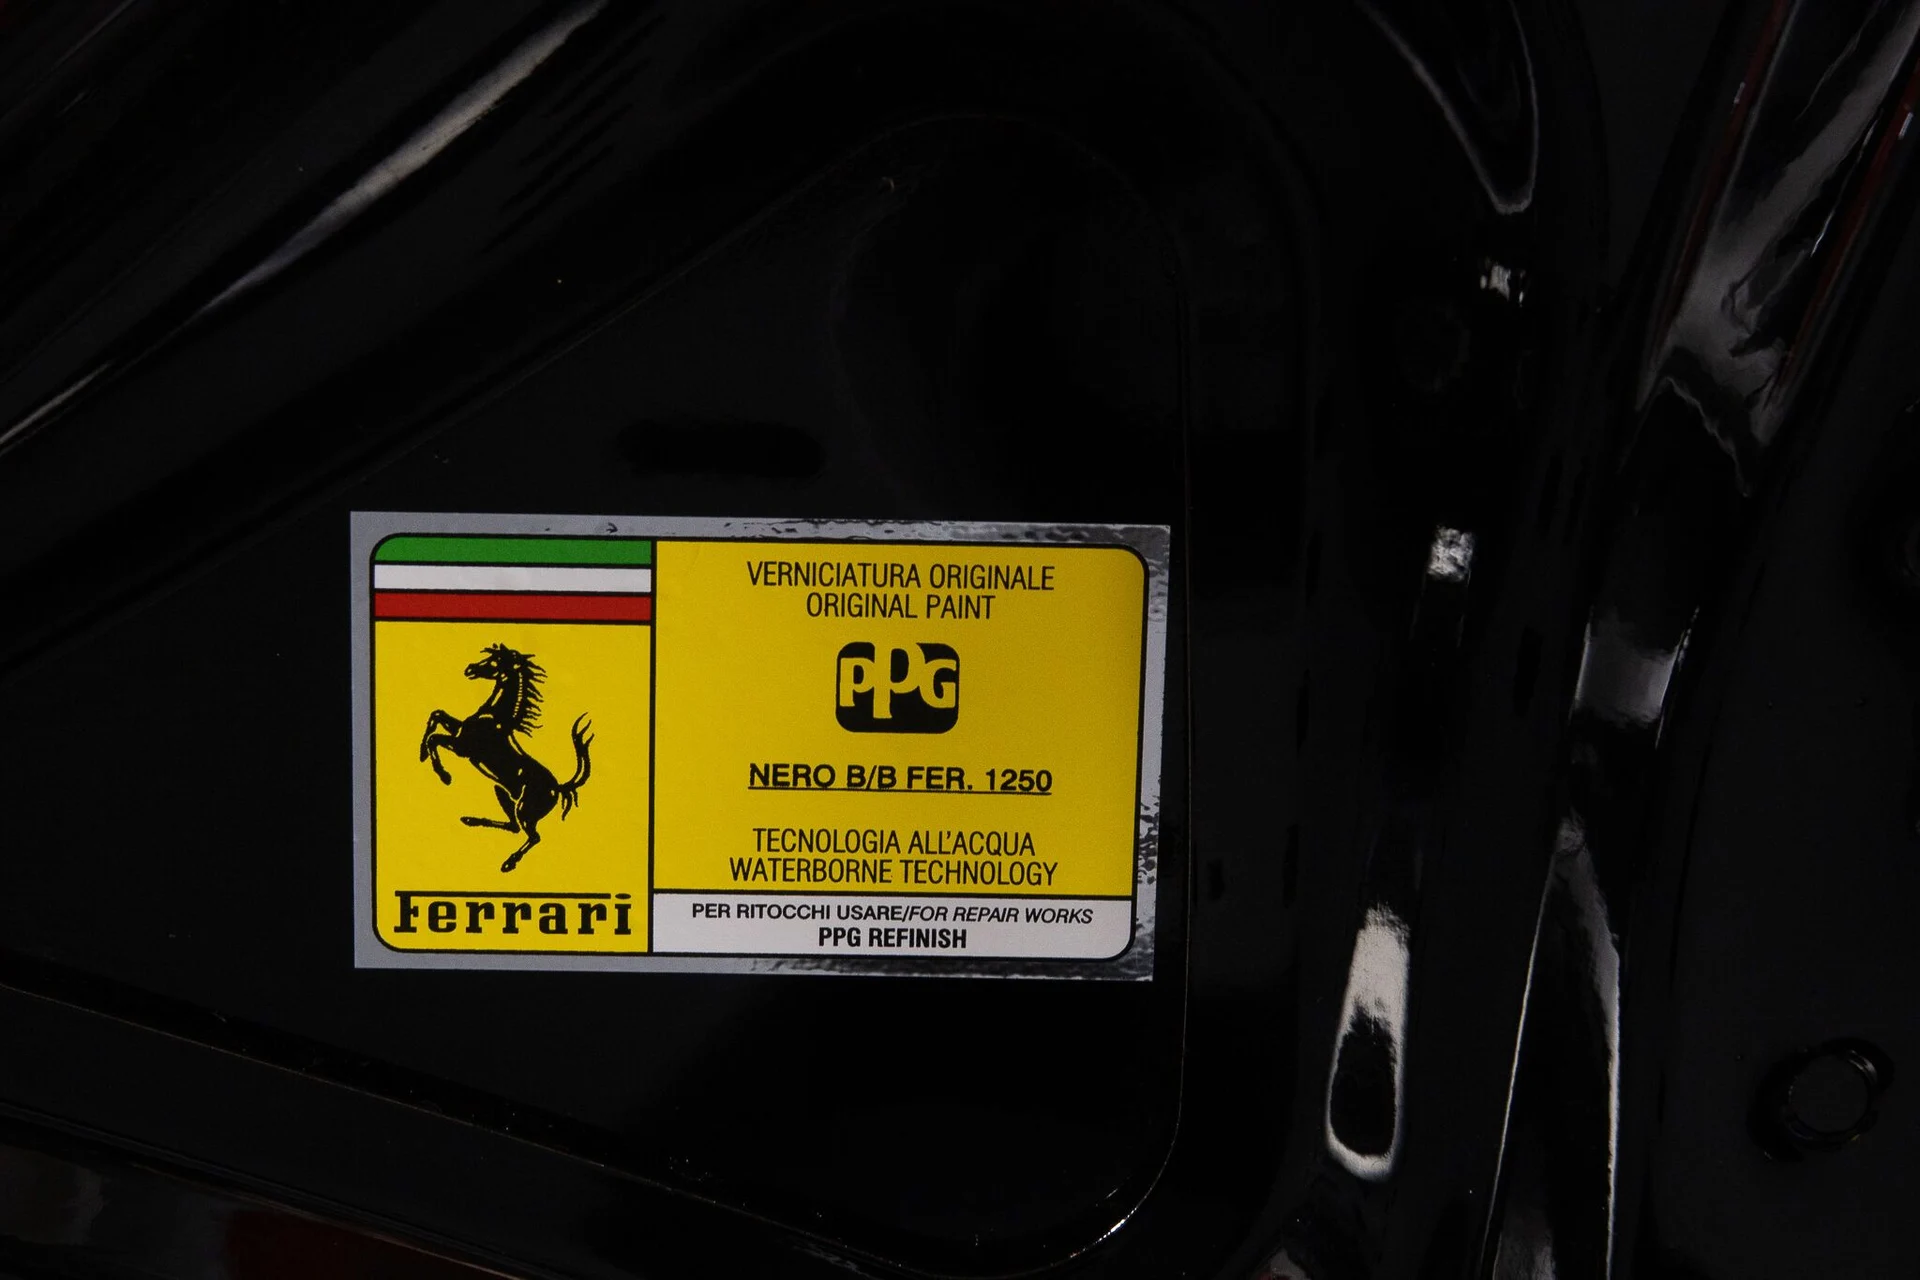 VERNICIATURA ORIGINALE
ORIGINAL PAINT
PPG
NERO B/B FER. 1250
TECNOLOGIA ALL'ACQUA
WATERBORNE TECHNOLOGY
Ferrari
PER RITOCCHI USARE/FOR REPAIR WORKS
PPG REFINISH